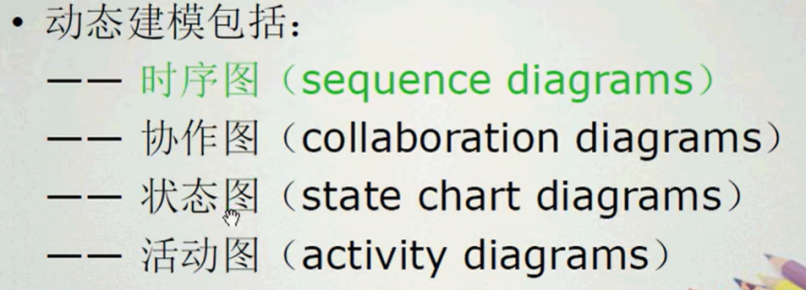 • 动态建模包括：
—— 时序图（sequence diagrams）
—— 协作图（collaboration diagrams）
—— 状态图（state chart diagrams）
—— 活动图（activity diagrams）